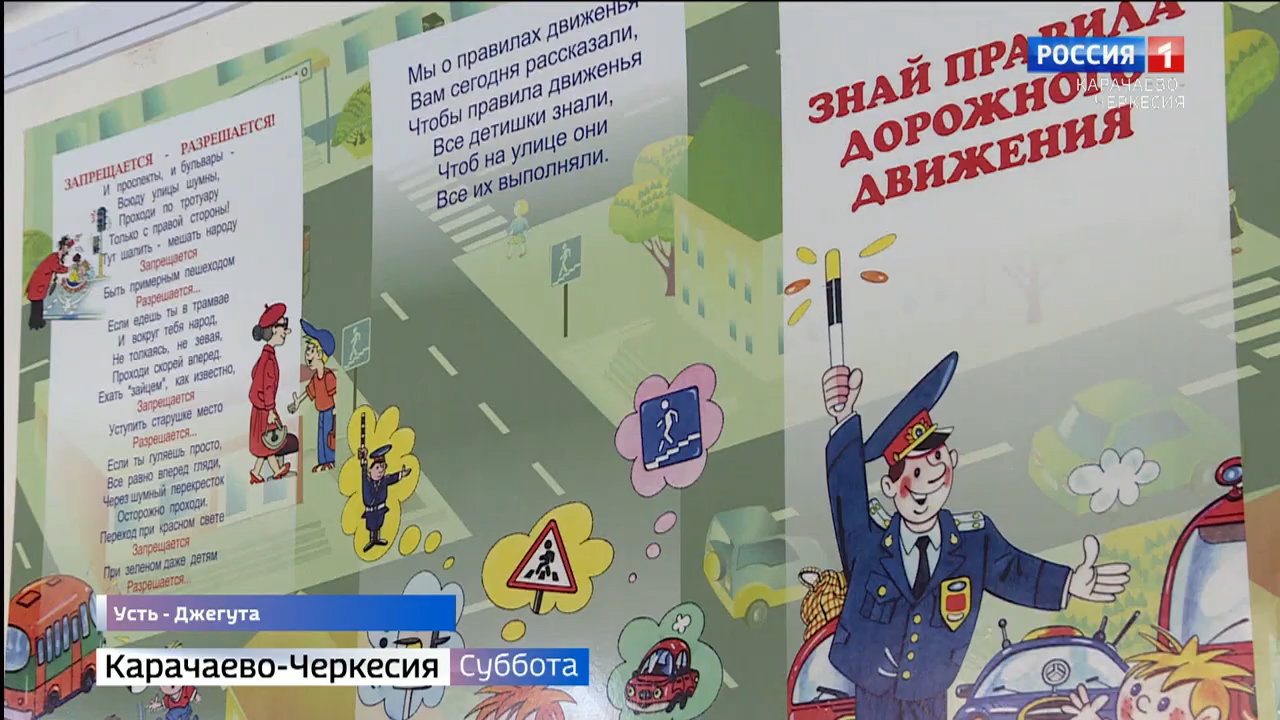 ЗАПРЕЩАЕТСЯ - РАЗРЕШАЕТСЯ!
И проспекты, и бульвары -
Всюду улицы шумны,
Проходи по тротуару
Только с правой стороны!
Тут шалить - мешать народу
Запрещается
Быть примерным пешеходом
Разрешается...
Если едешь ты в трамвае
И вокруг тебя народ,
Не толкаясь, не зевая,
Проходи скорей вперед.
Ехать "зайцем", как известно,
Запрещается
Уступить старушке место
Разрешается...
Если ты гуляешь просто,
Все равно вперед гляди,
Через шумный перекресток
Осторожно проходи.
Переход при красном свете
Запрещается
При зеленом даже детям
Разрешается...
Мы о правилах движенья
Вам сегодня рассказали,
Чтобы правила движенья
Все детишки знали,
Чтоб на улице они
Все их выполняли.
ЗНАЙ ПРАВИЛА
ДОРОЖНО
ДВИЖЕНИЯ
РОССИЯ 1
КАРАЧАЕВО-
ЧЕРКЕСИЯ
Усть - Джегута
Карачаево-Черкесия Суббота